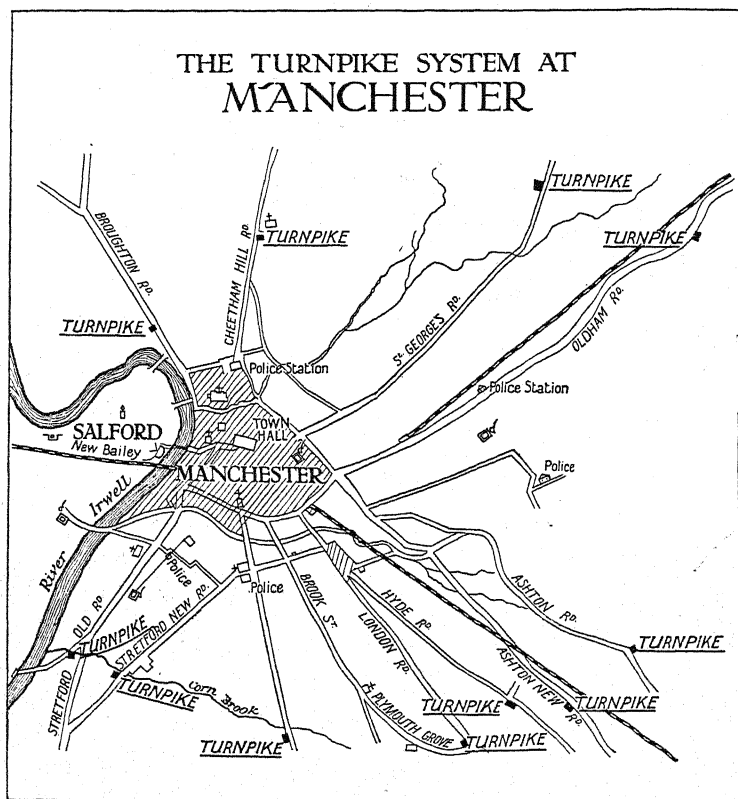 THE TURNPIKE SYSTEM AT
MANCHESTER
TURNPIKE
TURNPIKE
TURNPIKE
BROUGHTON RD.
CHEETHAM HILL RD.
TURNPIKE
St. GEORGE'S RD.
OLDHAM RD.
Police Station
Police Station
SALFORD
New Bailey
TOWN
HALL
MANCHESTER
Police
River Irwell
Police
Police
ASHTON RD.
STRETFORD OLD RD.
STRETFORD NEW RD.
BROOK ST.
HYDE RD.
LONDON RD.
ASHTON NEW RD.
TURNPIKE
TURNPIKE
TURNPIKE
Corn Brook
PLYMOUTH GROVE
TURNPIKE
TURNPIKE
TURNPIKE
TURNPIKE